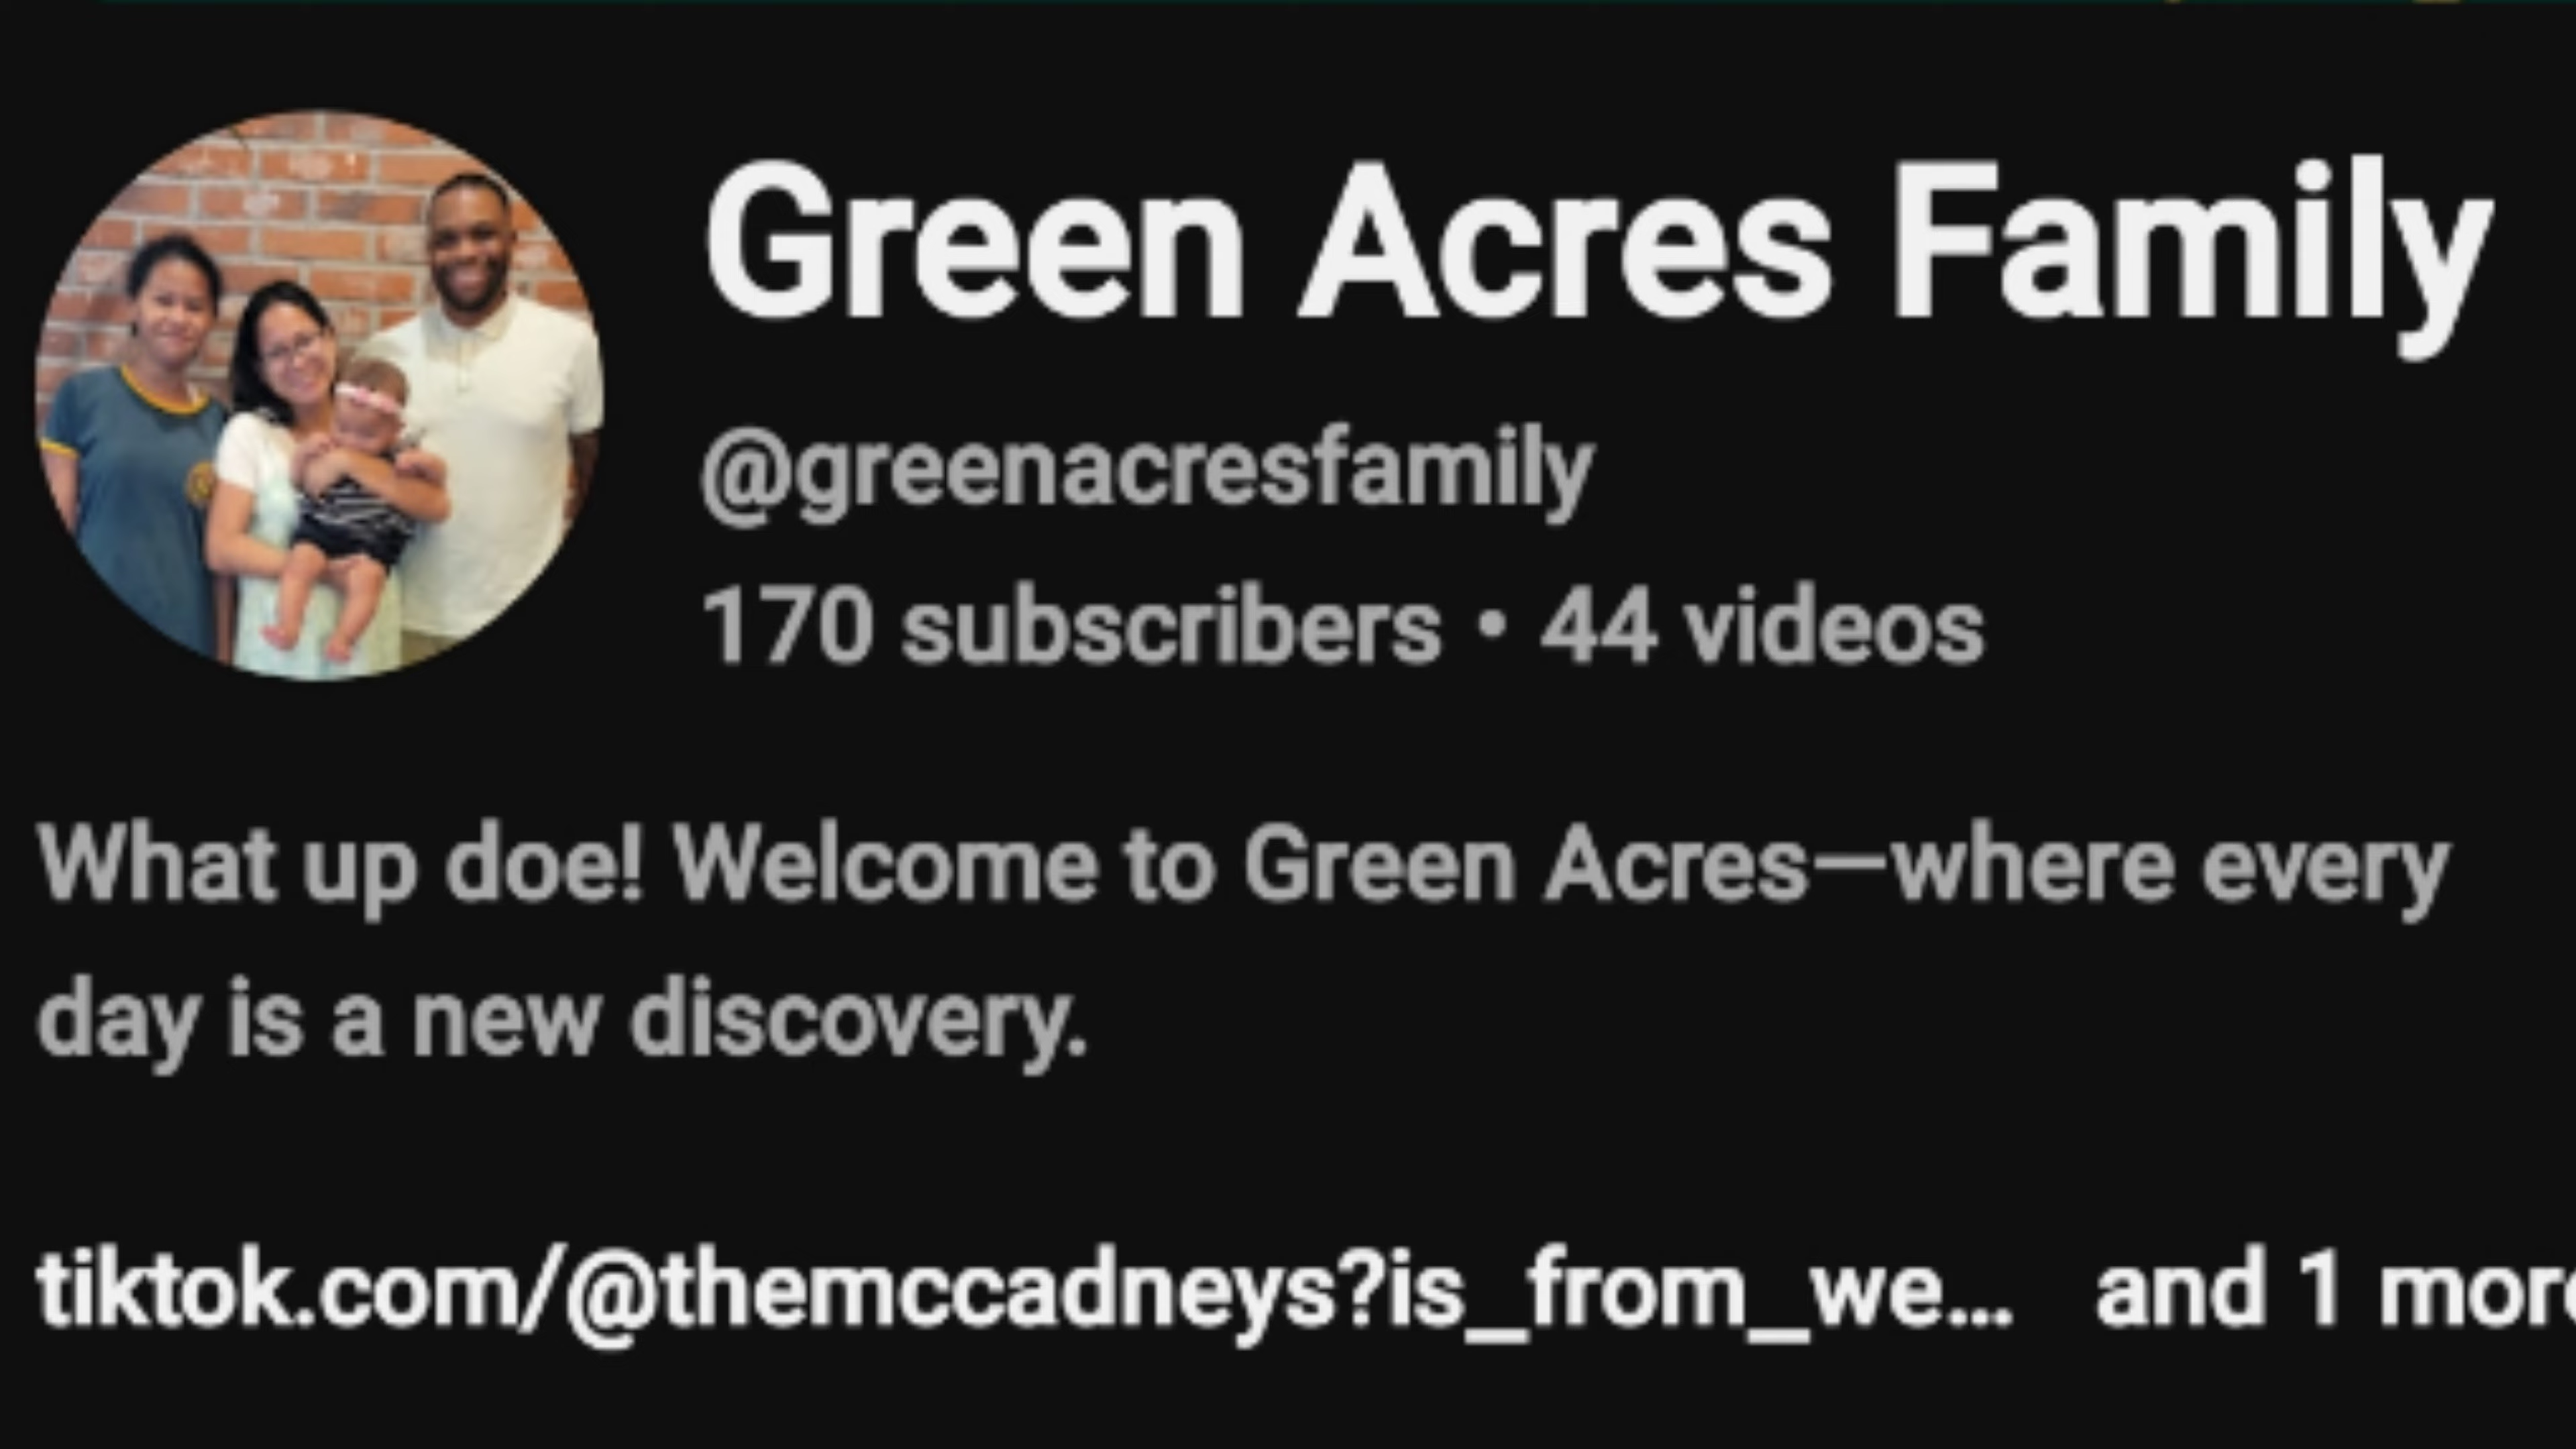 Green Acres Family
@greenacresfamily
170 subscribers • 44 videos
What up doe! Welcome to Green Acres—where every
day is a new discovery.
tiktok.com/@themccadneys?is_from_we... and 1 more